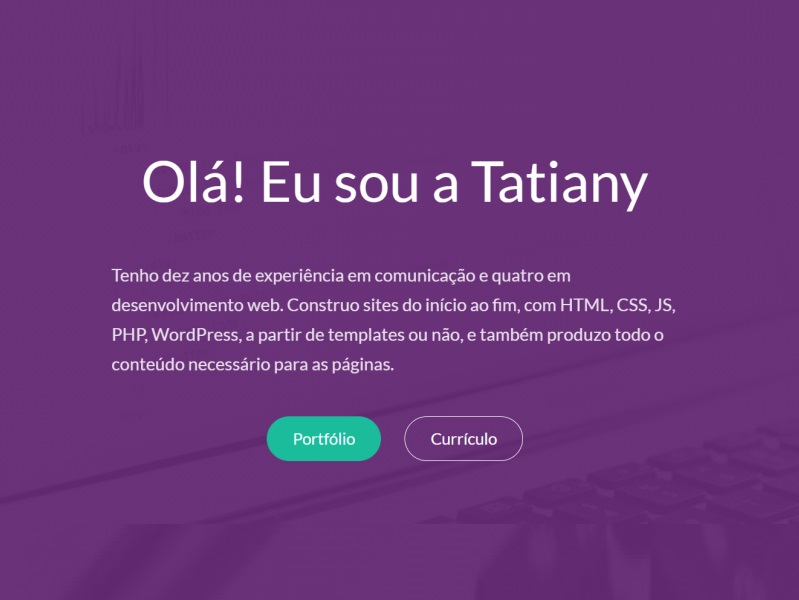 Olá! Eu sou a Tatiany
Tenho dez anos de experiência em comunicação e quatro em
desenvolvimento web. Construo sites do início ao fim, com HTML, CSS, JS,
PHP, WordPress, a partir de templates ou não, e também produzo todo o
conteúdo necessário para as páginas.
Portfólio
Currículo